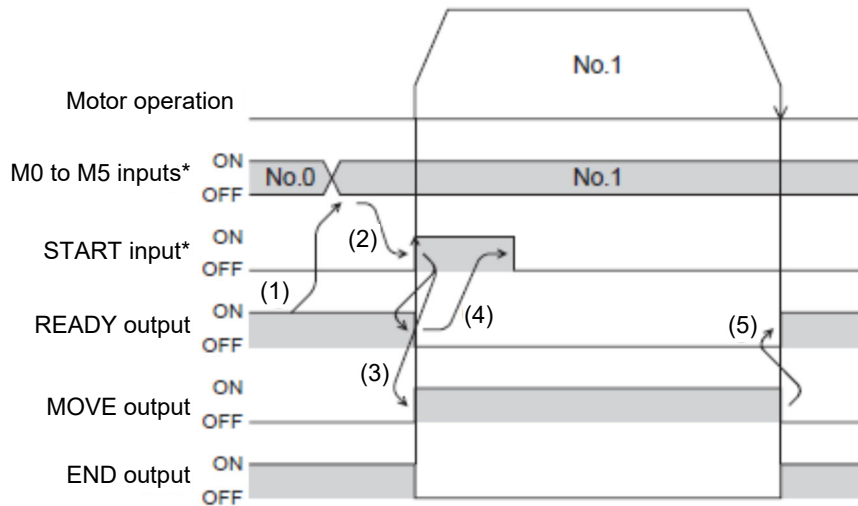 No.1
Motor operation
M0 to M5 inputs*
ON
OFF
No.0
No.1
START input*
ON
OFF
(2)
(1)
READY output
ON
OFF
(4)
(5)
(3)
MOVE output
ON
OFF
END output
ON
OFF